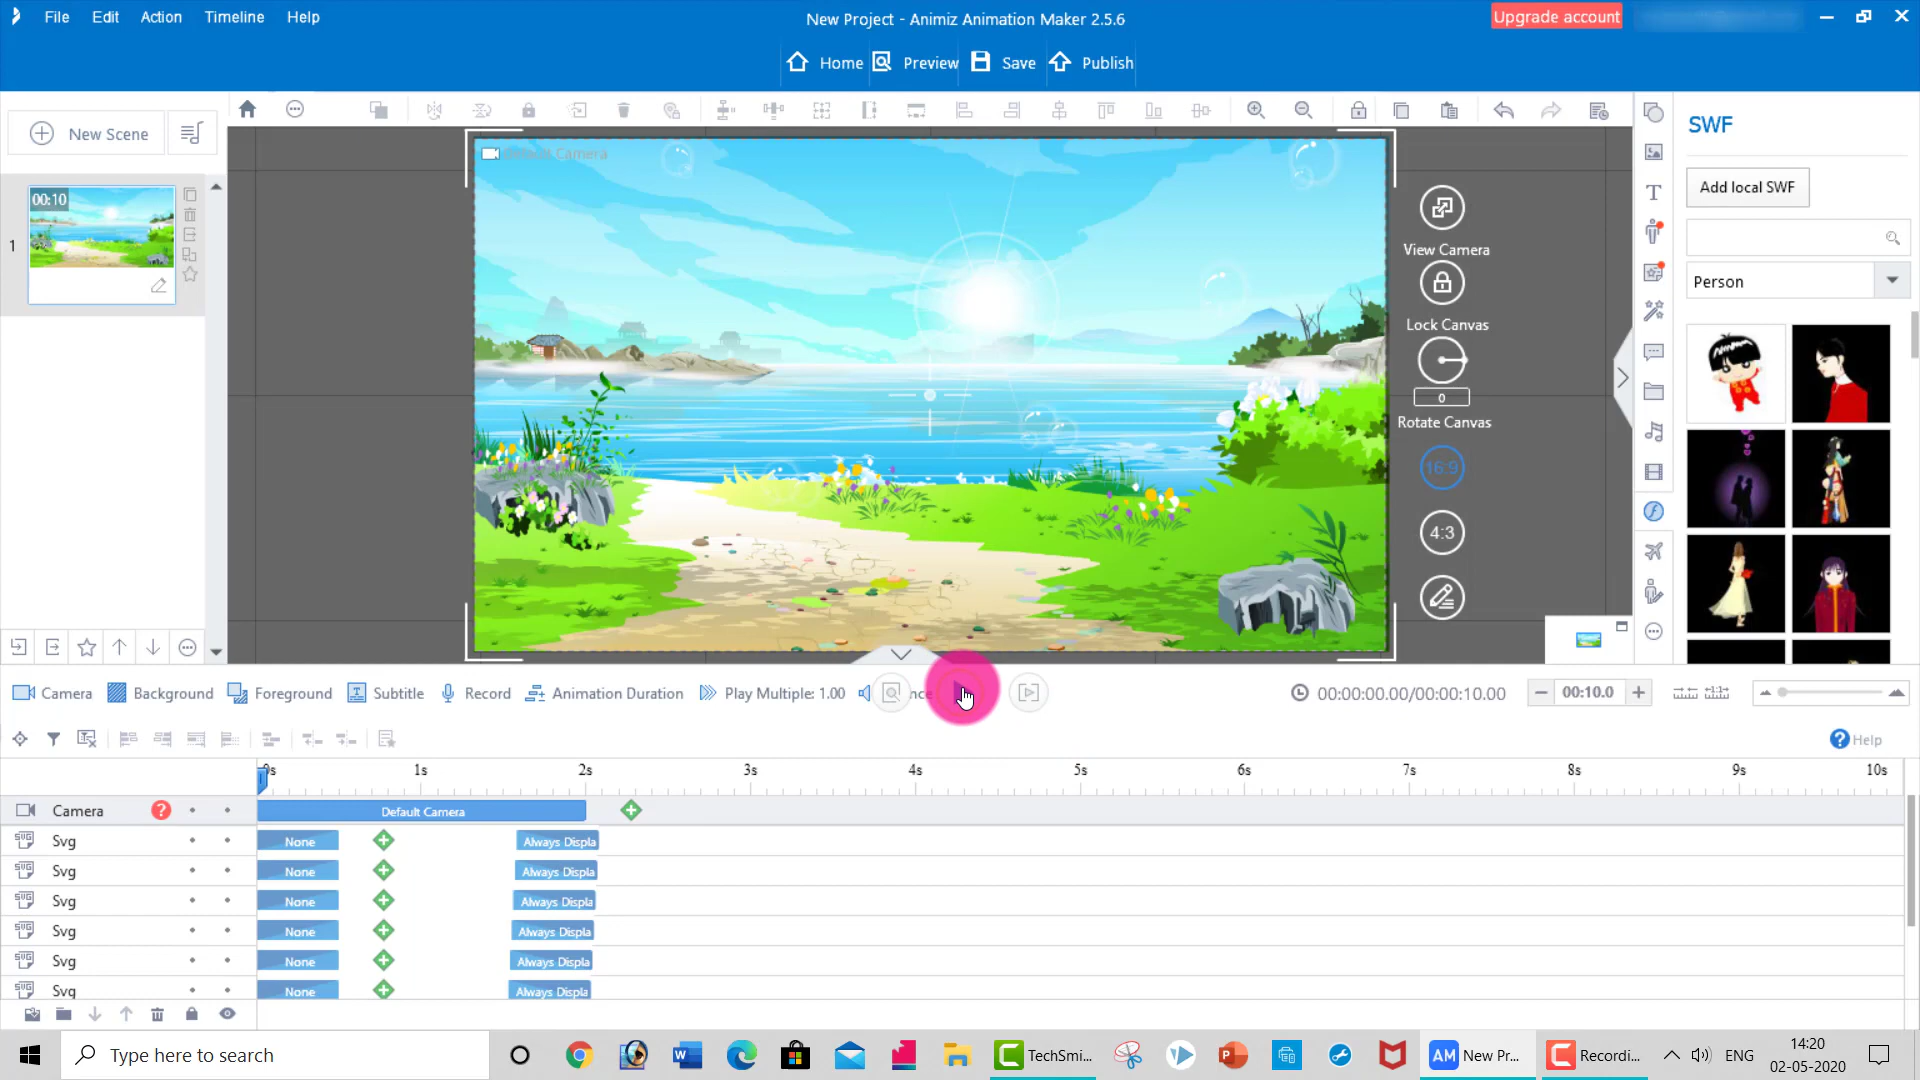 File Edit Action Timeline Help
New Project - Animiz Animation Maker 2.5.6
Upgrade account
Home Preview Save Publish
New Scene
00:10
1
Default Camera
View Camera
Lock Canvas
0
Rotate Canvas
16:9
4:3
SWF
Add local SWF
Person
Camera Background Foreground Subtitle Record Animation Duration Play Multiple: 1.00
00:00:00.00/00:00:10.00
00:10.0
Help
0s 1s 2s 3s 4s 5s 6s 7s 8s 9s 10s
Camera ? Default Camera
Svg None Always Displa
Svg None Always Displa
Svg None Always Displa
Svg None Always Displa
Svg None Always Displa
Svg None Always Displa
Type here to search
TechSmi...
AM New Pr...
Recordi...
ENG
14:20
02-05-2020